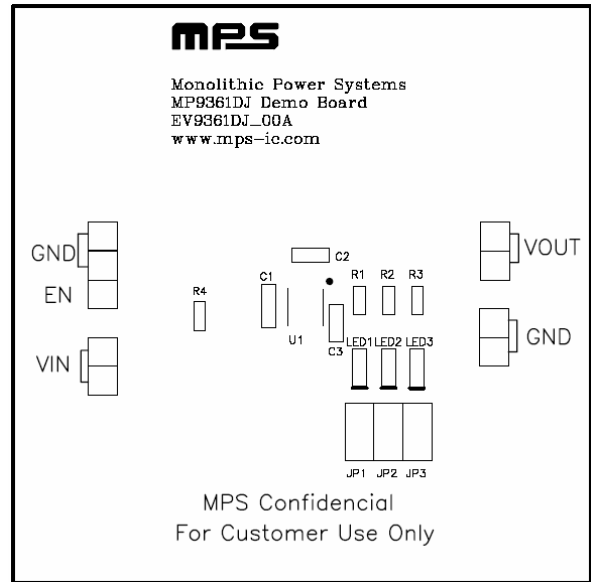 mps
Monolithic Power Systems
MP9361DJ Demo Board
EV9361DJ_00A
www.mps-ic.com
GND
EN
VIN
R4
C1
C2
U1
C3
R1 R2 R3
LED1 LED2 LED3
VOUT
GND
JP1 JP2 JP3
MPS Confidencial
For Customer Use Only